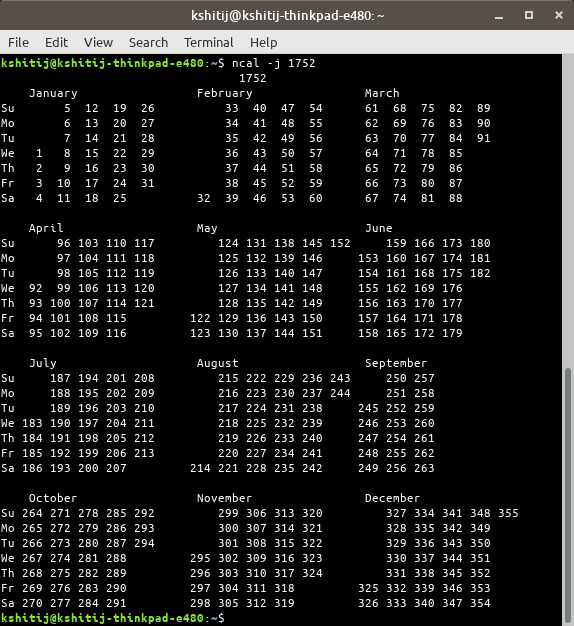 kshitij@kshitij-thinkpad-e480: ~
File Edit View Search Terminal Help
kshitij@kshitij-thinkpad-e480:~$ ncal -j 1752
                                  1752
    January                 February                March
Su       5  12  19  26          33  40  47  54      61  68  75  82  89
Mo       6  13  20  27          34  41  48  55      62  69  76  83  90
Tu       7  14  21  28          35  42  49  56      63  70  77  84  91
We   1   8  15  22  29          36  43  50  57      64  71  78  85
Th   2   9  16  23  30          37  44  51  58      65  72  79  86
Fr   3  10  17  24  31          38  45  52  59      66  73  80  87
Sa   4  11  18  25          32  39  46  53  60      67  74  81  88
    April                   May                     June
Su      96 103 110 117         124 131 138 145 152     159 166 173 180
Mo      97 104 111 118         125 132 139 146     153 160 167 174 181
Tu      98 105 112 119         126 133 140 147     154 161 168 175 182
We  92  99 106 113 120         127 134 141 148     155 162 169 176
Th  93 100 107 114 121         128 135 142 149     156 163 170 177
Fr  94 101 108 115         122 129 136 143 150     157 164 171 178
Sa  95 102 109 116         123 130 137 144 151     158 165 172 179
    July                    August                  September
Su     187 194 201 208         215 222 229 236 243     250 257
Mo     188 195 202 209         216 223 230 237 244     251 258
Tu     189 196 203 210         217 224 231 238     245 252 259
We 183 190 197 204 211         218 225 232 239     246 253 260
Th 184 191 198 205 212         219 226 233 240     247 254 261
Fr 185 192 199 206 213         220 227 234 241     248 255 262
Sa 186 193 200 207         214 221 228 235 242     249 256 263
    October                 November                December
Su 264 271 278 285 292         299 306 313 320         327 334 341 348 355
Mo 265 272 279 286 293         300 307 314 321         328 335 342 349
Tu 266 273 280 287 294         301 308 315 322         329 336 343 350
We 267 274 281 288         295 302 309 316 323         330 337 344 351
Th 268 275 282 289         296 303 310 317 324         331 338 345 352
Fr 269 276 283 290         297 304 311 318     325 332 339 346 353
Sa 270 277 284 291         298 305 312 319     326 333 340 347 354
kshitij@kshitij-thinkpad-e480:~$